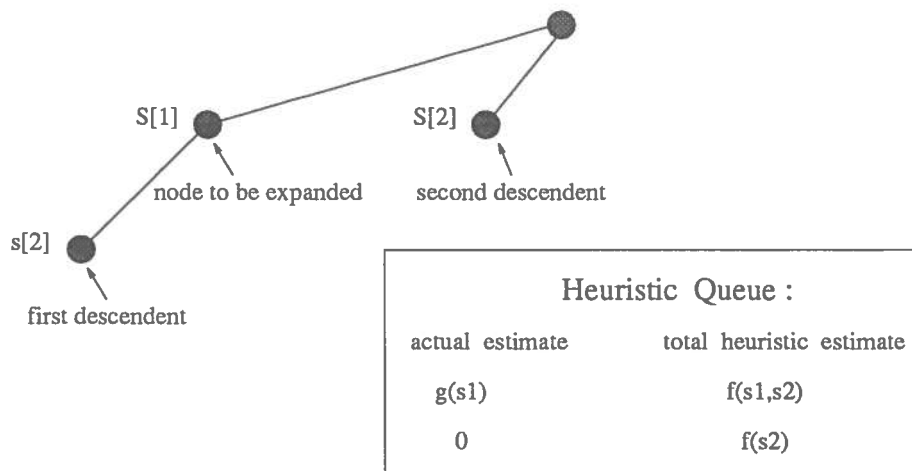 S[1]
S[2]
node to be expanded
second descendent
s[2]
first descendent
Heuristic Queue :
actual estimate total heuristic estimate
g(s1) f(s1,s2)
0 f(s2)